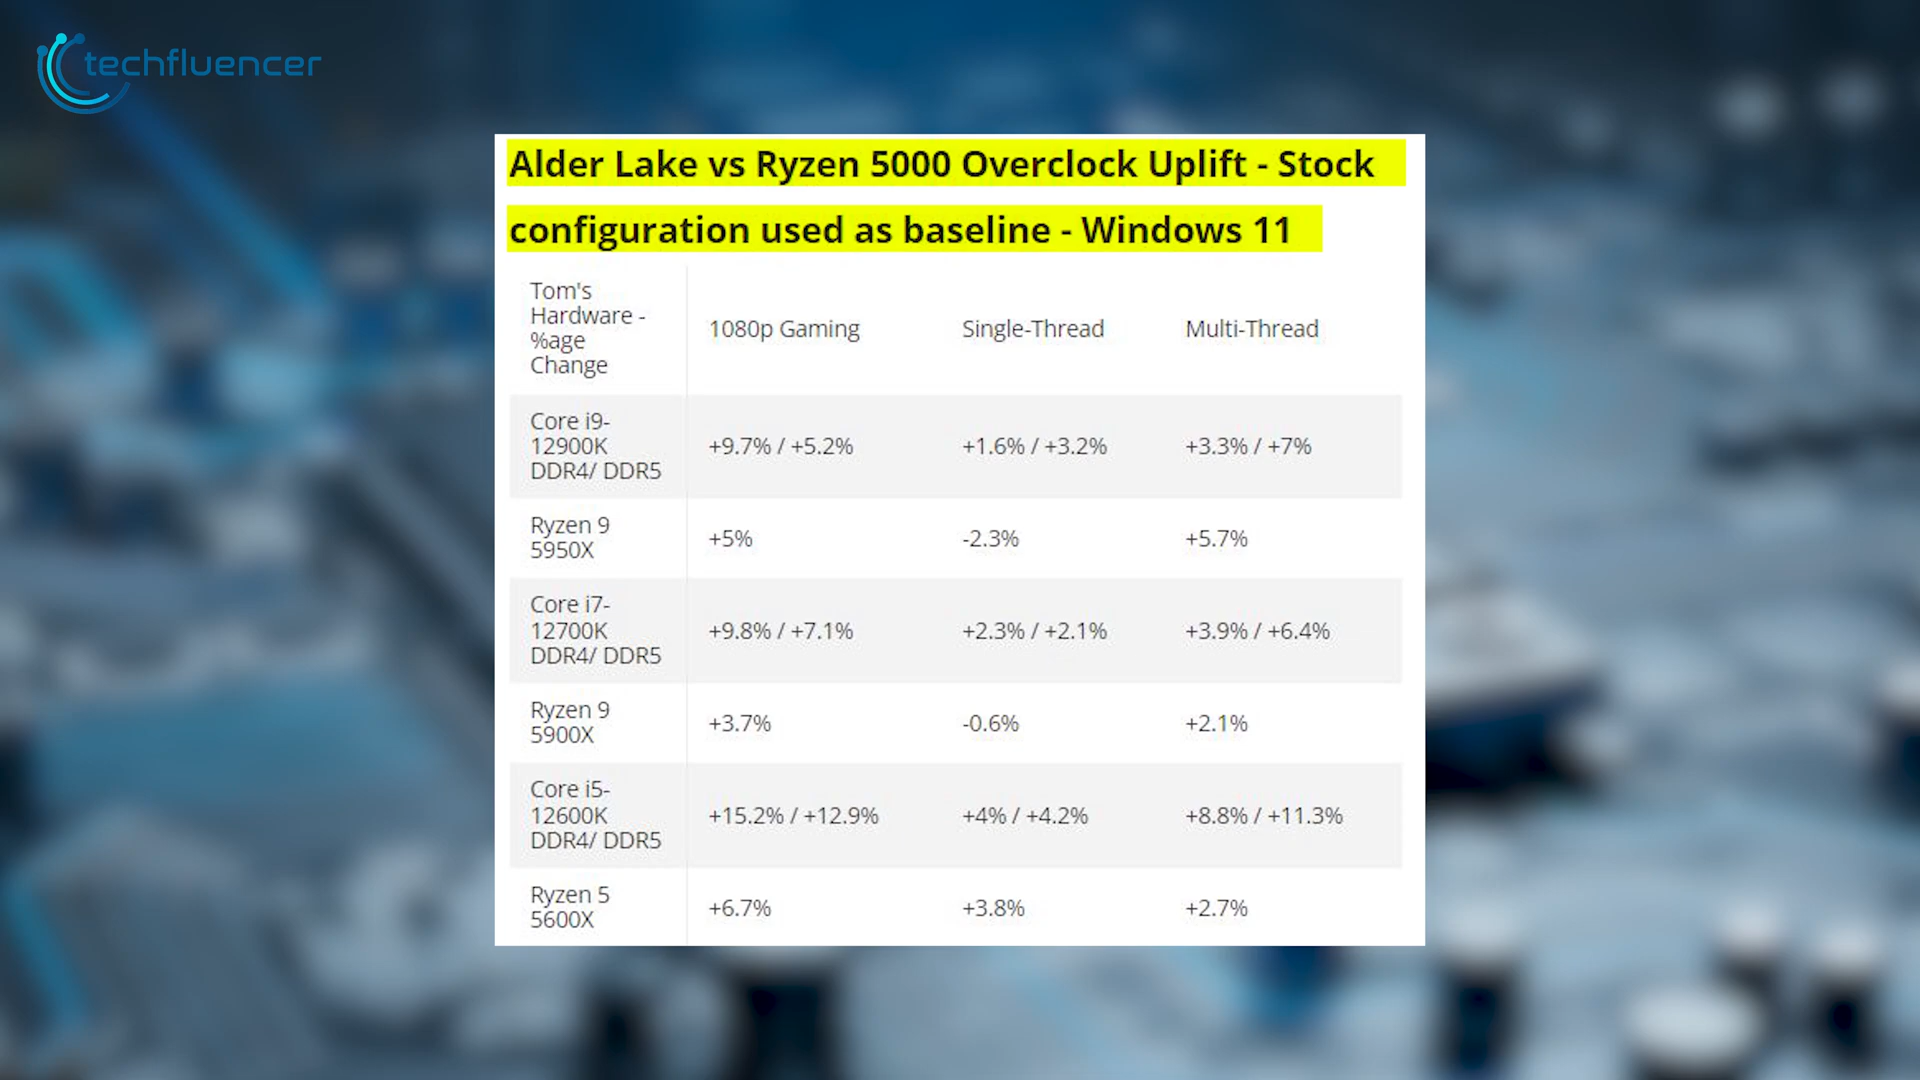 techfluencer
Alder Lake vs Ryzen 5000 Overclock Uplift - Stock
configuration used as baseline - Windows 11
Tom's
Hardware -
%age
Change
1080p Gaming
Single-Thread
Multi-Thread
Core i9-
12900K
DDR4/ DDR5
+9.7% / +5.2%
+1.6% / +3.2%
+3.3% / +7%
Ryzen 9
5950X
+5%
-2.3%
+5.7%
Core i7-
12700K
DDR4/ DDR5
+9.8% / +7.1%
+2.3% / +2.1%
+3.9% / +6.4%
Ryzen 9
5900X
+3.7%
-0.6%
+2.1%
Core i5-
12600K
DDR4/ DDR5
+15.2% / +12.9%
+4% / +4.2%
+8.8% / +11.3%
Ryzen 5
5600X
+6.7%
+3.8%
+2.7%